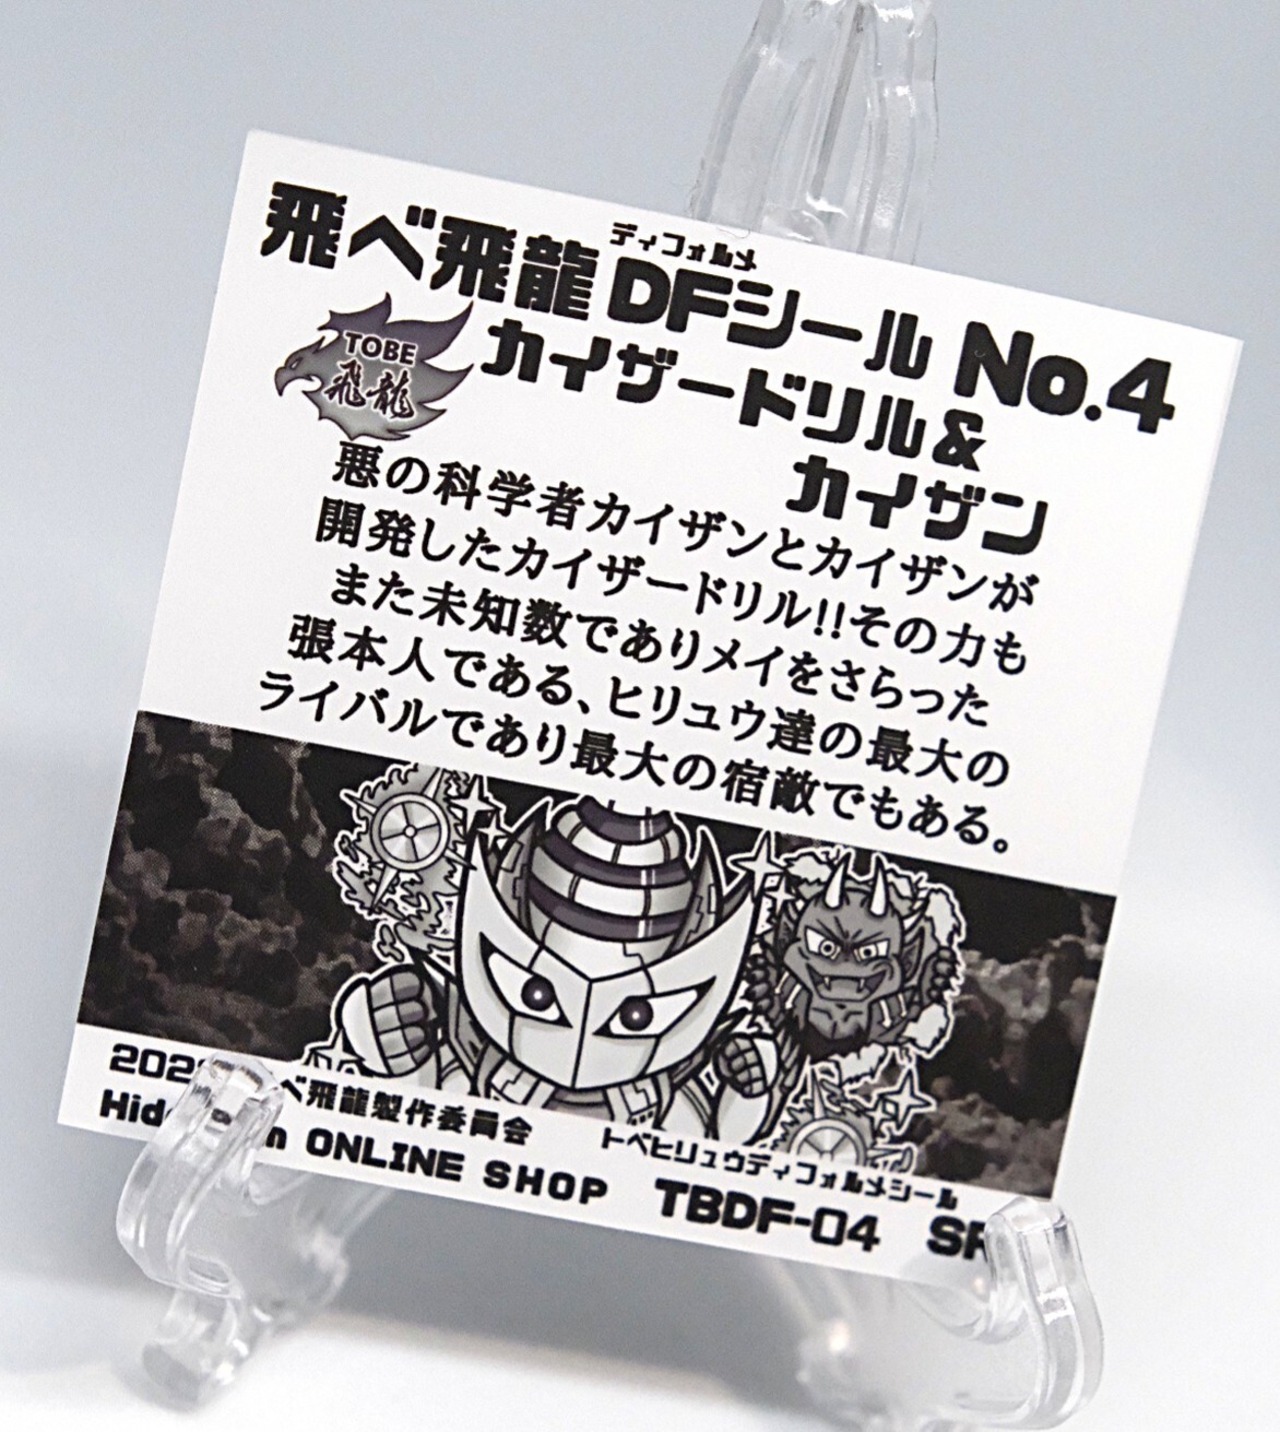 飛べ飛龍 DFシール No.4
ディフォルメ
TOBE
飛龍
カイザードリル&
カイザン
悪の科学者カイザンとカイザンが
開発したカイザードリル!!その力も
また未知数でありメイをさらった
張本人である、ヒリュウ達の最大の
ライバルであり最大の宿敵でもある。
べ飛龍製作委員会
トベヒリュウディフォルメシール
ONLINE SHOP TBDF-04